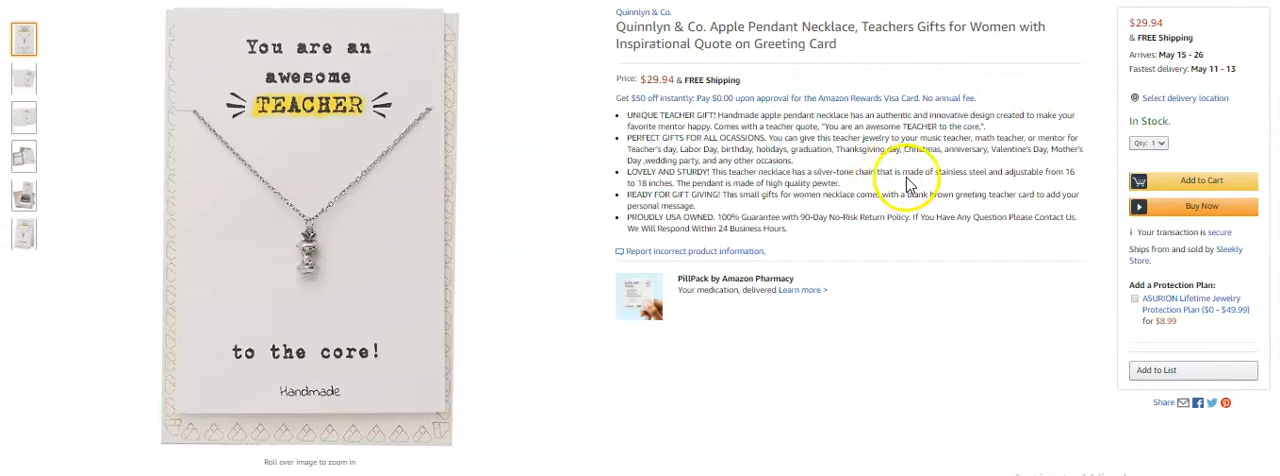 You are an
awesome
TEACHER
to the core!
Handmade
Roll over image to zoom in
Quinnlyn & Co.
Quinnlyn & Co. Apple Pendant Necklace, Teachers Gifts for Women with
Inspirational Quote on Greeting Card
Price: $29.94 & FREE Shipping
Get $50 off instantly: Pay $0.00 upon approval for the Amazon Rewards Visa Card. No annual fee.
• UNIQUE TEACHER GIFT! Handmade apple pendant necklace has an authentic and innovative design created to make your
favorite mentor happy. Comes with a teacher quote, "You are an awesome TEACHER to the core.".
• PERFECT GIFTS FOR ALL OCASSIONS. You can give this teacher jewelry to your music teacher, math teacher, or mentor for
Teacher's day, Labor Day, birthday, holidays, graduation, Thanksgiving day, Christmas, anniversary, Valentine's Day, Mother's
Day ,wedding party, and any other occasions.
• LOVELY AND STURDY! This teacher necklace has a silver-tone chain that is made of stainless steel and adjustable from 16
to 18 inches. The pendant is made of high quality pewter.
• READY FOR GIFT GIVING! This small gifts for women necklace comes with a blank brown greeting teacher card to add your
personal message.
• PROUDLY USA OWNED. 100% Guarantee with 90-Day No-Risk Return Policy. If You Have Any Question Please Contact Us.
We Will Respond Within 24 Business Hours.
Report incorrect product information.
PillPack by Amazon Pharmacy
Your medication, delivered Learn more >
$29.94
& FREE Shipping
Arrives: May 15 - 26
Fastest delivery: May 11 - 13
Select delivery location
In Stock.
Qty: 1
Add to Cart
Buy Now
Your transaction is secure
Ships from and sold by Sleekly
Store.
Add a Protection Plan:
ASURION Lifetime Jewelry
Protection Plan ($0 - $49.99)
for $8.99
Add to List
Share